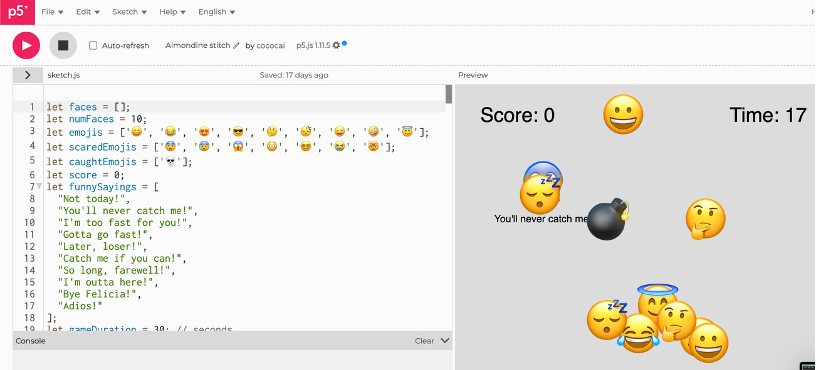 p5*
File Edit Sketch Help English
Auto-refresh Almondine stitch by cococai p5.js 1.11.5
sketch.js Saved: 17 days ago Preview
1 let faces = [];
2 let numFaces = 10;
3 let emojis = ['😀', '😂', '😍', '😎', '🤔', '😴', '😜', '🤪', '😇'];
4 let scaredEmojis = ['😨', '😰', '😱', '😳', '😖', '😭', '🤯'];
5 let caughtEmojis = ['💀'];
6 let score = 0;
7 let funnySayings = [
8 "Not today!",
9 "You'll never catch me!",
10 "I'm too fast for you!",
11 "Gotta go fast!",
12 "Later, loser!",
13 "Catch me if you can!",
14 "So long, farewell!",
15 "I'm outta here!",
16 "Bye Felicia!",
17 "Adios!"
18 ];
19 let gameDuration = 30; // seconds
Console Clear
Score: 0 Time: 17
You'll never catch me